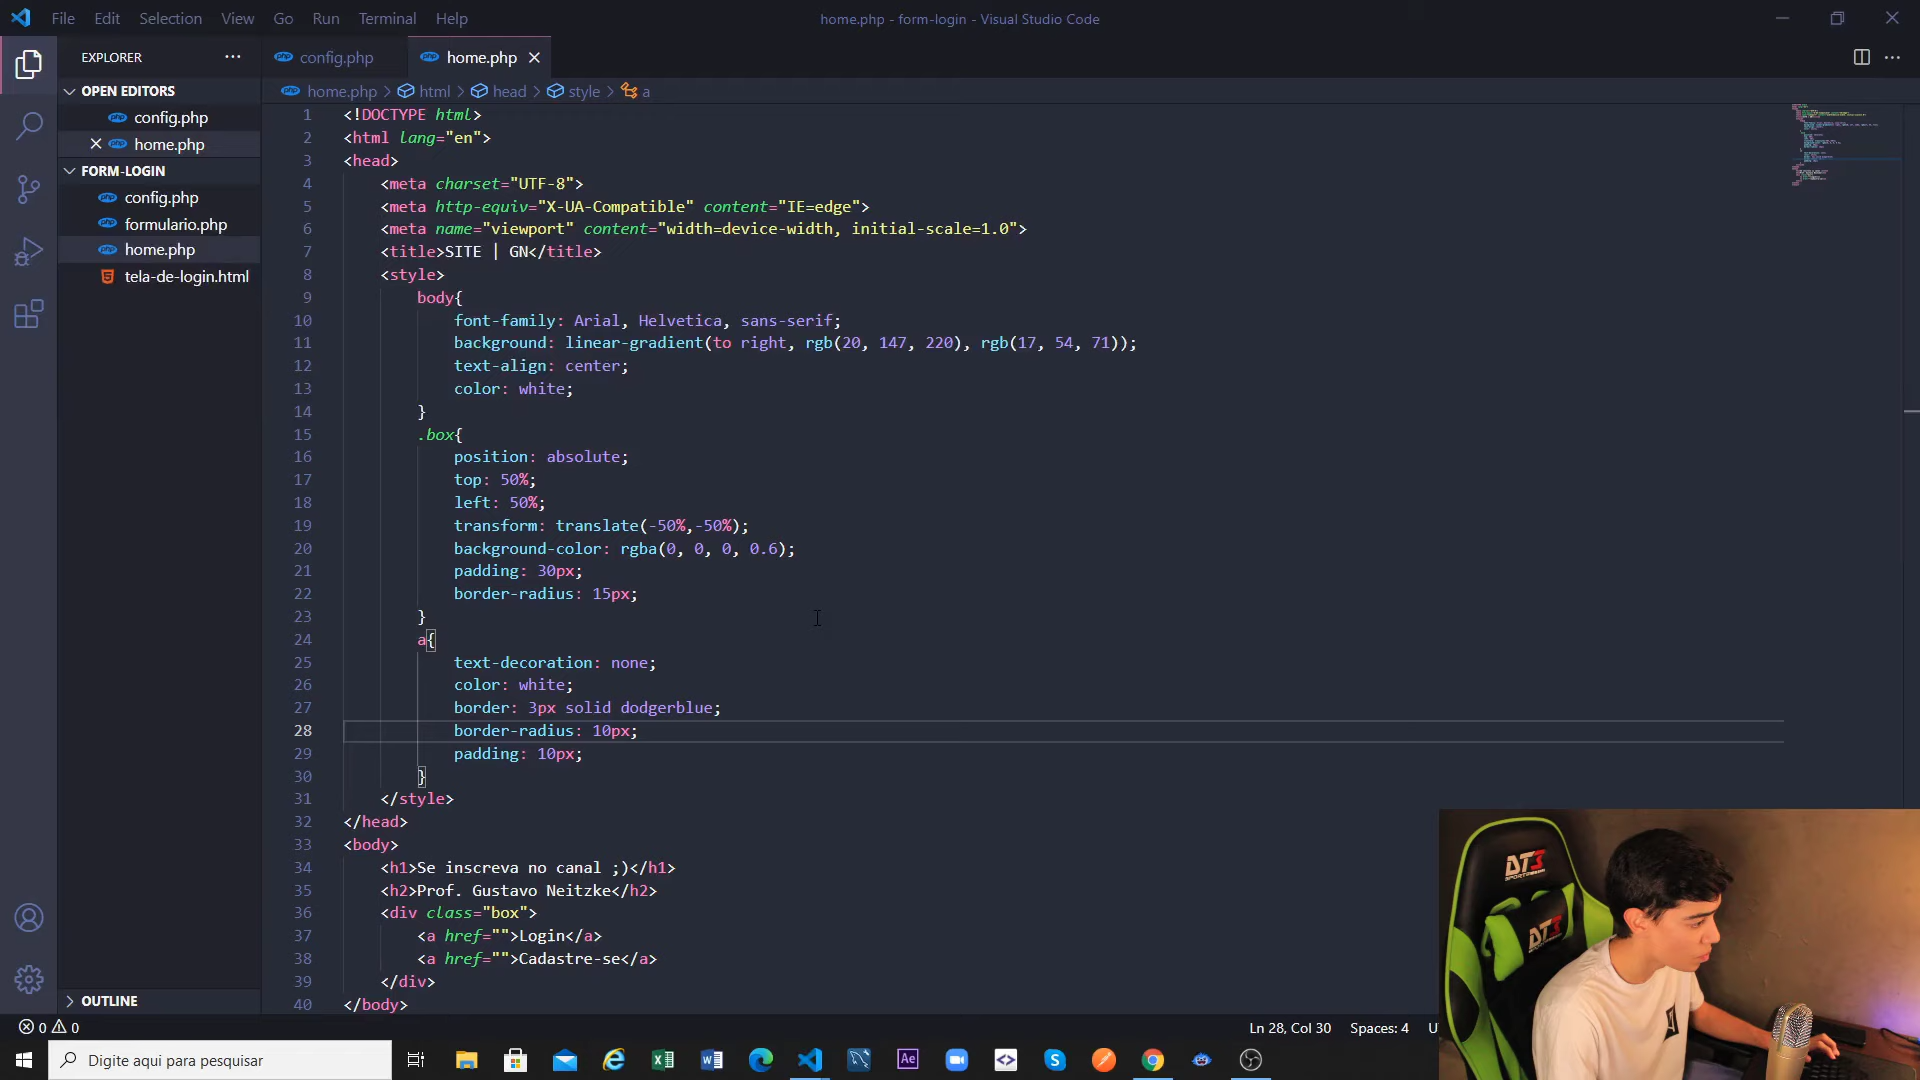 File Edit Selection View Go Run Terminal Help
home.php - form-login - Visual Studio Code
EXPLORER
config.php
home.php
OPEN EDITORS
config.php
home.php
FORM-LOGIN
config.php
formulario.php
home.php
tela-de-login.html
OUTLINE
home.php > html > head > style > a
1 <!DOCTYPE html>
2 <html lang="en">
3 <head>
4 <meta charset="UTF-8">
5 <meta http-equiv="X-UA-Compatible" content="IE=edge">
6 <meta name="viewport" content="width=device-width, initial-scale=1.0">
7 <title>SITE | GN</title>
8 <style>
9 body{
10 font-family: Arial, Helvetica, sans-serif;
11 background: linear-gradient(to right, rgb(20, 147, 220), rgb(17, 54, 71));
12 text-align: center;
13 color: white;
14 }
15 .box{
16 position: absolute;
17 top: 50%;
18 left: 50%;
19 transform: translate(-50%,-50%);
20 background-color: rgba(0, 0, 0, 0.6);
21 padding: 30px;
22 border-radius: 15px;
23 }
24 a{
25 text-decoration: none;
26 color: white;
27 border: 3px solid dodgerblue;
28 border-radius: 10px;
29 padding: 10px;
30 }
31 </style>
32 </head>
33 <body>
34 <h1>Se inscreva no canal ;)</h1>
35 <h2>Prof. Gustavo Neitzke</h2>
36 <div class="box">
37 <a href="">Login</a>
38 <a href="">Cadastre-se</a>
39 </div>
40 </body>
DT3
DT3
0 0
Ln 28, Col 30 Spaces: 4 U
Digite aqui para pesquisar
Ae